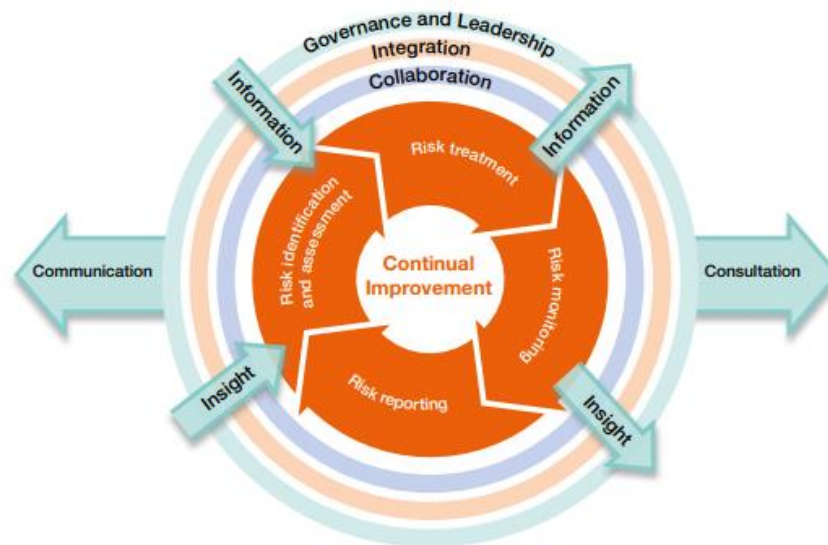 Governance and Leadership
Integration
Collaboration
Information
Information
Risk treatment
Risk identification
and assessment
Communication
Continual
Improvement
Consultation
Risk monitoring
Risk reporting
Insight
Insight